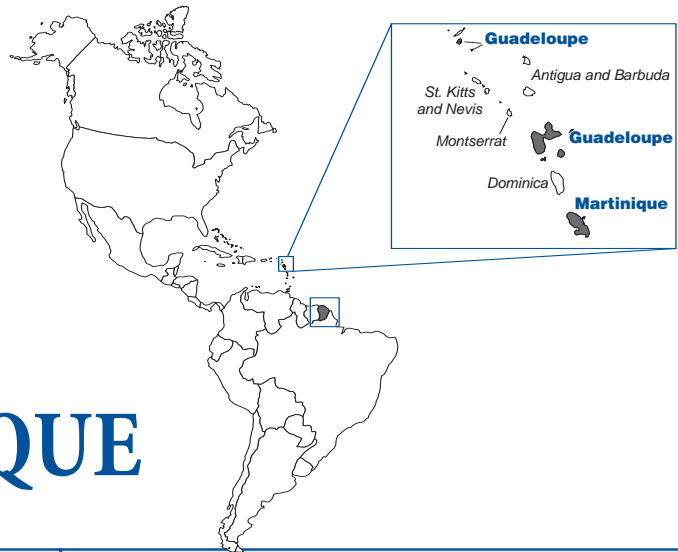 Guadeloupe
Antigua and Barbuda
St. Kitts
and Nevis
Montserrat
Guadeloupe
Dominica
Martinique
QUE